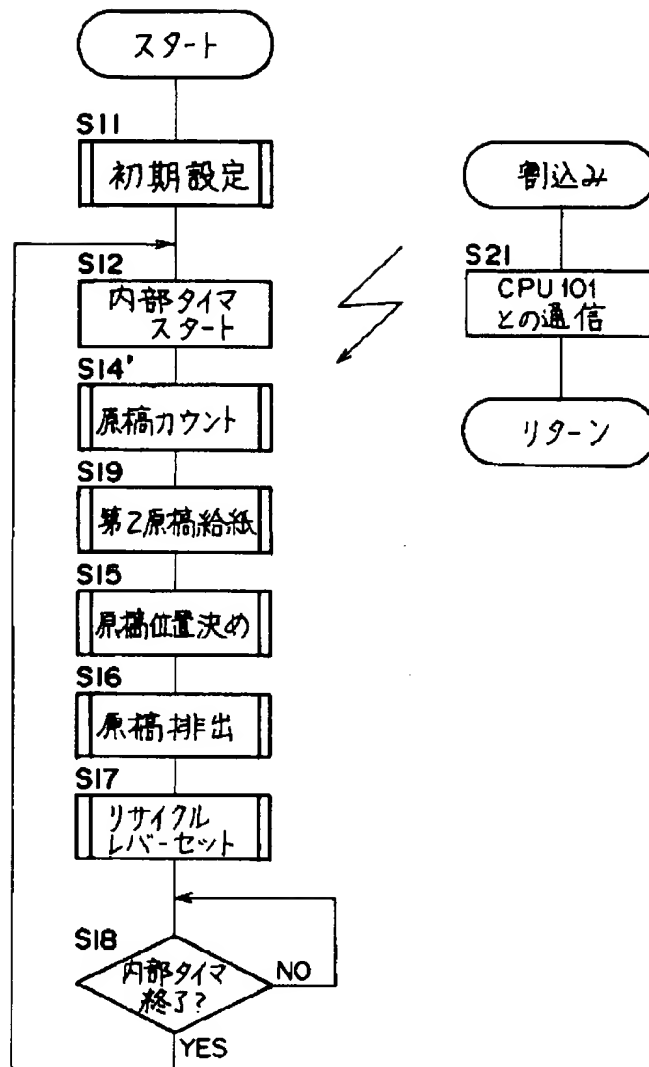 スタート
S11
初期設定
S12
内部タイマ
スタート
S14'
原稿カウント
S19
第2原稿給紙
S15
原稿位置決め
S16
原稿排出
S17
リサイクル
レバーセット
S18
内部タイマ
終了?
NO
YES
割込み
S21
CPU101
との通信
リターン